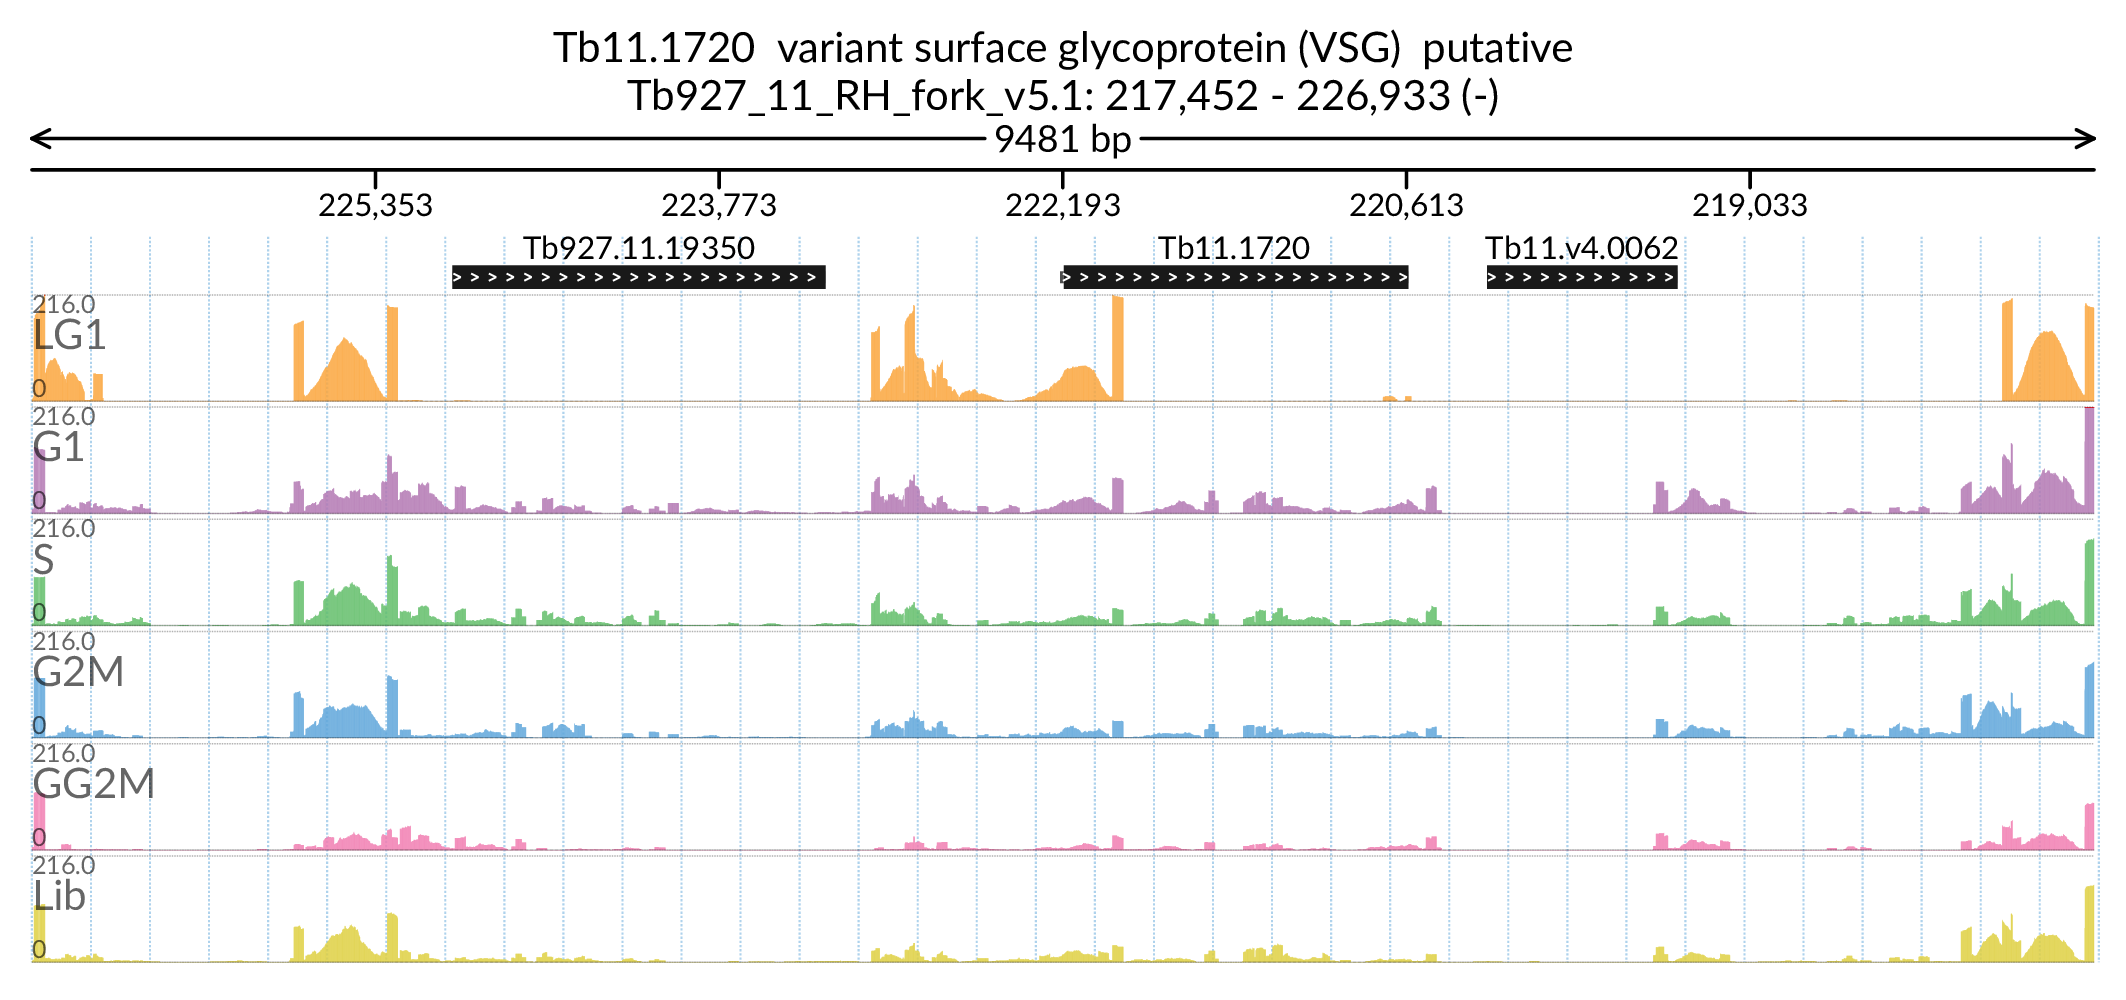 Tb11.1720  variant surface glycoprotein (VSG)  putative
Tb927_11_RH_fork_v5.1: 217,452 - 226,933 (-)
9481 bp
225,353 223,773 222,193 220,613 219,033
Tb927.11.19350 Tb11.1720 Tb11.v4.0062
216.0
LG1
0
216.0
G1
0
216.0
S
0
216.0
G2M
0
216.0
GG2M
0
216.0
Lib
0